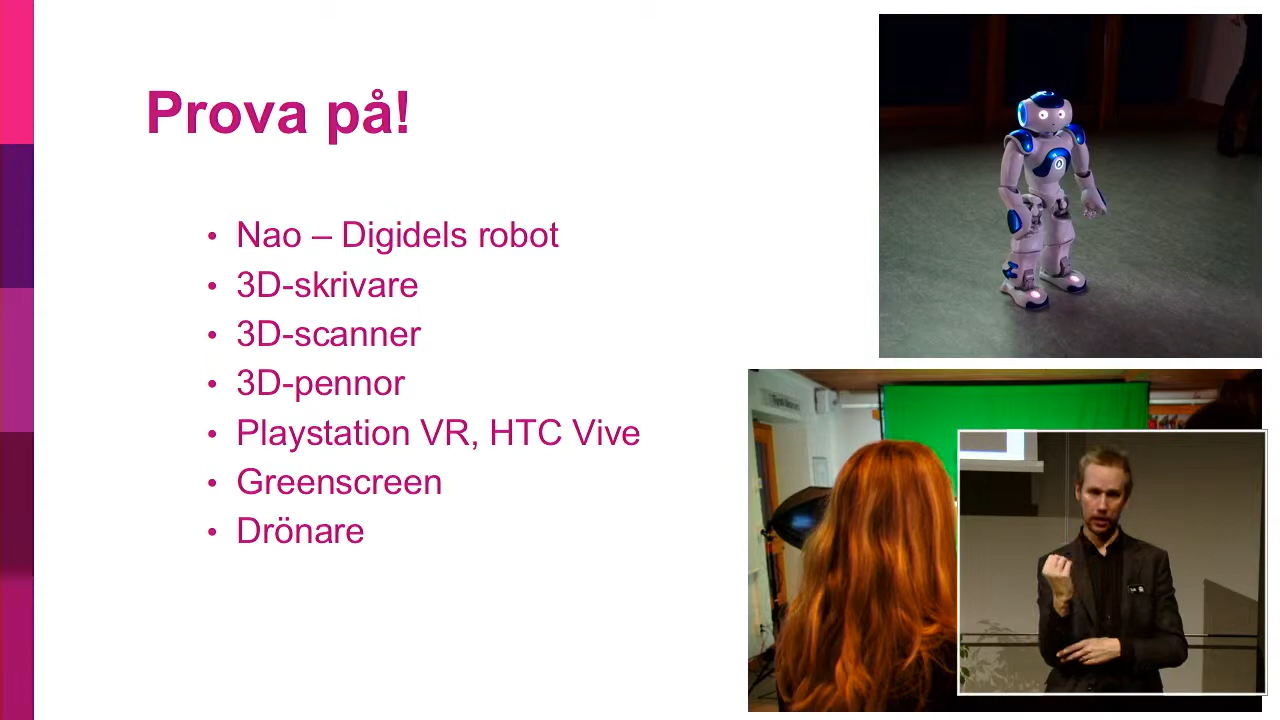 Prova på!
• Nao – Digidels robot
• 3D-skrivare
• 3D-scanner
• 3D-pennor
• Playstation VR, HTC Vive
• Greenscreen
• Drönare